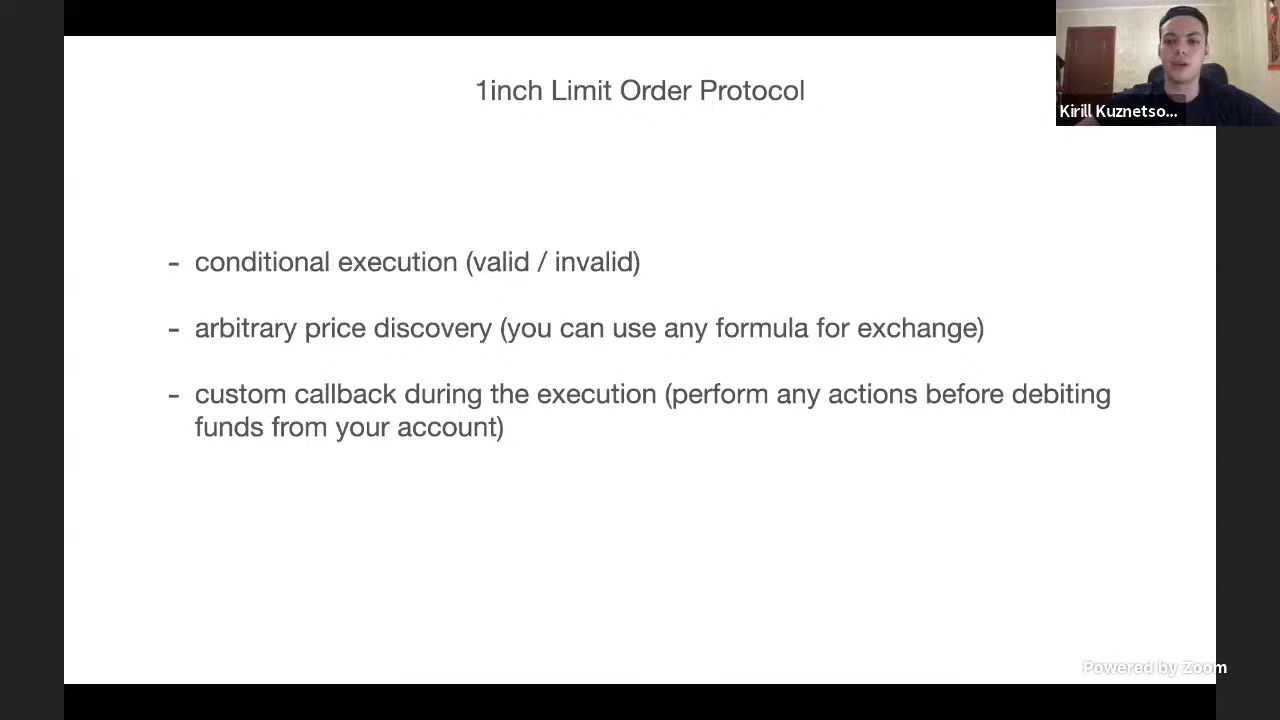 1inch Limit Order Protocol
Kirill Kuznetso...
- conditional execution (valid / invalid)
- arbitrary price discovery (you can use any formula for exchange)
- custom callback during the execution (perform any actions before debiting
funds from your account)
Powered by Zoom